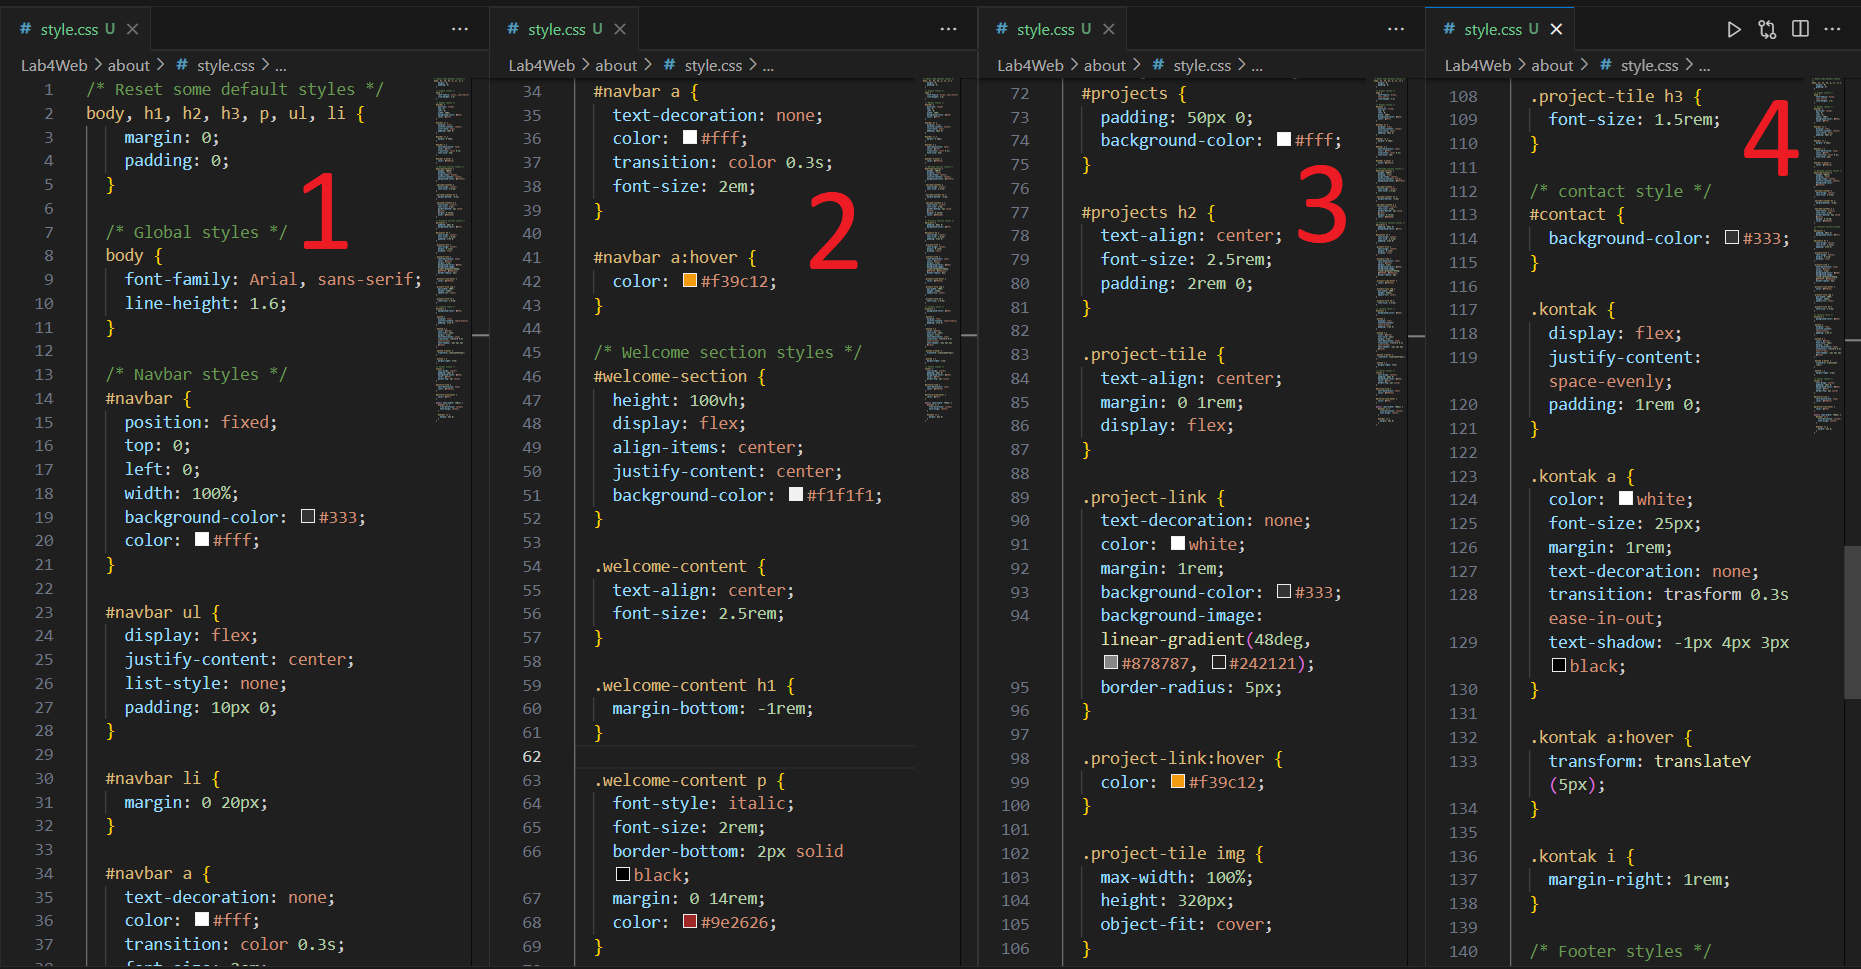 # style.css U × ...
Lab4Web > about > # style.css > ...
1 /* Reset some default styles */
2 body, h1, h2, h3, p, ul, li {
3 margin: 0;
4 padding: 0;
5 }
6
7 /* Global styles */
8 body {
9 font-family: Arial, sans-serif;
10 line-height: 1.6;
11 }
12
13 /* Navbar styles */
14 #navbar {
15 position: fixed;
16 top: 0;
17 left: 0;
18 width: 100%;
19 background-color: #333;
20 color: #fff;
21 }
22
23 #navbar ul {
24 display: flex;
25 justify-content: center;
26 list-style: none;
27 padding: 10px 0;
28 }
29
30 #navbar li {
31 margin: 0 20px;
32 }
33
34 #navbar a {
35 text-decoration: none;
36 color: #fff;
37 transition: color 0.3s;
1
# style.css U × ...
Lab4Web > about > # style.css > ...
34 #navbar a {
35 text-decoration: none;
36 color: #fff;
37 transition: color 0.3s;
38 font-size: 2em;
39 }
40
41 #navbar a:hover {
42 color: #f39c12;
43 }
44
45 /* Welcome section styles */
46 #welcome-section {
47 height: 100vh;
48 display: flex;
49 align-items: center;
50 justify-content: center;
51 background-color: #f1f1f1;
52 }
53
54 .welcome-content {
55 text-align: center;
56 font-size: 2.5rem;
57 }
58
59 .welcome-content h1 {
60 margin-bottom: -1rem;
61 }
62
63 .welcome-content p {
64 font-style: italic;
65 font-size: 2rem;
66 border-bottom: 2px solid
black;
67 margin: 0 14rem;
68 color: #9e2626;
69 }
2
# style.css U × ...
Lab4Web > about > # style.css > ...
72 #projects {
73 padding: 50px 0;
74 background-color: #fff;
75 }
76
77 #projects h2 {
78 text-align: center;
79 font-size: 2.5rem;
80 padding: 2rem 0;
81 }
82
83 .project-tile {
84 text-align: center;
85 margin: 0 1rem;
86 display: flex;
87 }
88
89 .project-link {
90 text-decoration: none;
91 color: white;
92 margin: 1rem;
93 background-color: #333;
94 background-image:
linear-gradient(48deg,
#878787, #242121);
95 border-radius: 5px;
96 }
97
98 .project-link:hover {
99 color: #f39c12;
100 }
101
102 .project-tile img {
103 max-width: 100%;
104 height: 320px;
105 object-fit: cover;
106 }
3
# style.css U × ...
Lab4Web > about > # style.css > ...
108 .project-tile h3 {
109 font-size: 1.5rem;
110 }
111
112 /* contact style */
113 #contact {
114 background-color: #333;
115 }
116
117 .kontak {
118 display: flex;
119 justify-content:
space-evenly;
120 padding: 1rem 0;
121 }
122
123 .kontak a {
124 color: white;
125 font-size: 25px;
126 margin: 1rem;
127 text-decoration: none;
128 transition: trasform 0.3s
ease-in-out;
129 text-shadow: -1px 4px 3px
black;
130 }
131
132 .kontak a:hover {
133 transform: translateY
(5px);
134 }
135
136 .kontak i {
137 margin-right: 1rem;
138 }
139
140 /* Footer styles */
4